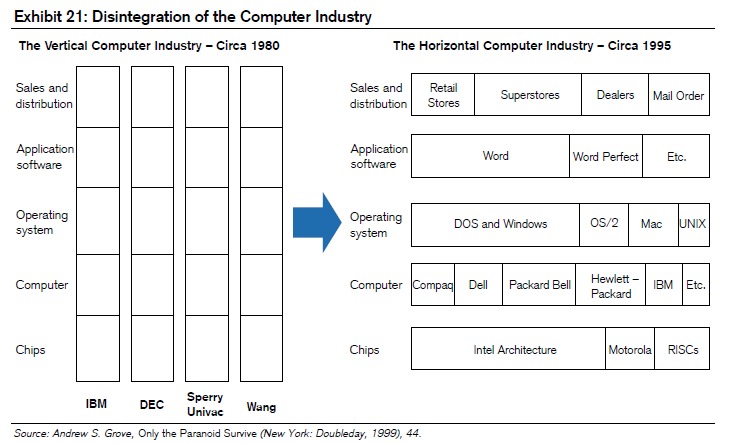 Exhibit 21: Disintegration of the Computer Industry
The Vertical Computer Industry – Circa 1980
Sales and
distribution
Application
software
Operating
system
Computer
Chips
IBM
DEC
Sperry
Univac
Wang
The Horizontal Computer Industry – Circa 1995
Sales and
distribution
Retail
Stores
Superstores
Dealers
Mail Order
Application
software
Word
Word Perfect
Etc.
Operating
system
DOS and Windows
OS/2
Mac
UNIX
Computer
Compaq
Dell
Packard Bell
Hewlett –
Packard
IBM
Etc.
Chips
Intel Architecture
Motorola
RISCs
Source: Andrew S. Grove, Only the Paranoid Survive (New York: Doubleday, 1999), 44.